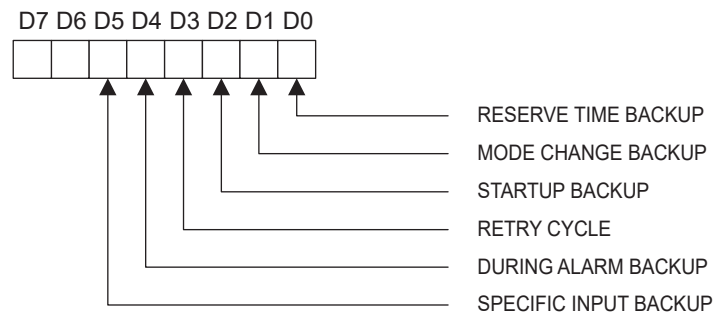 D7 D6 D5 D4 D3 D2 D1 D0
RESERVE TIME BACKUP
MODE CHANGE BACKUP
STARTUP BACKUP
RETRY CYCLE
DURING ALARM BACKUP
SPECIFIC INPUT BACKUP